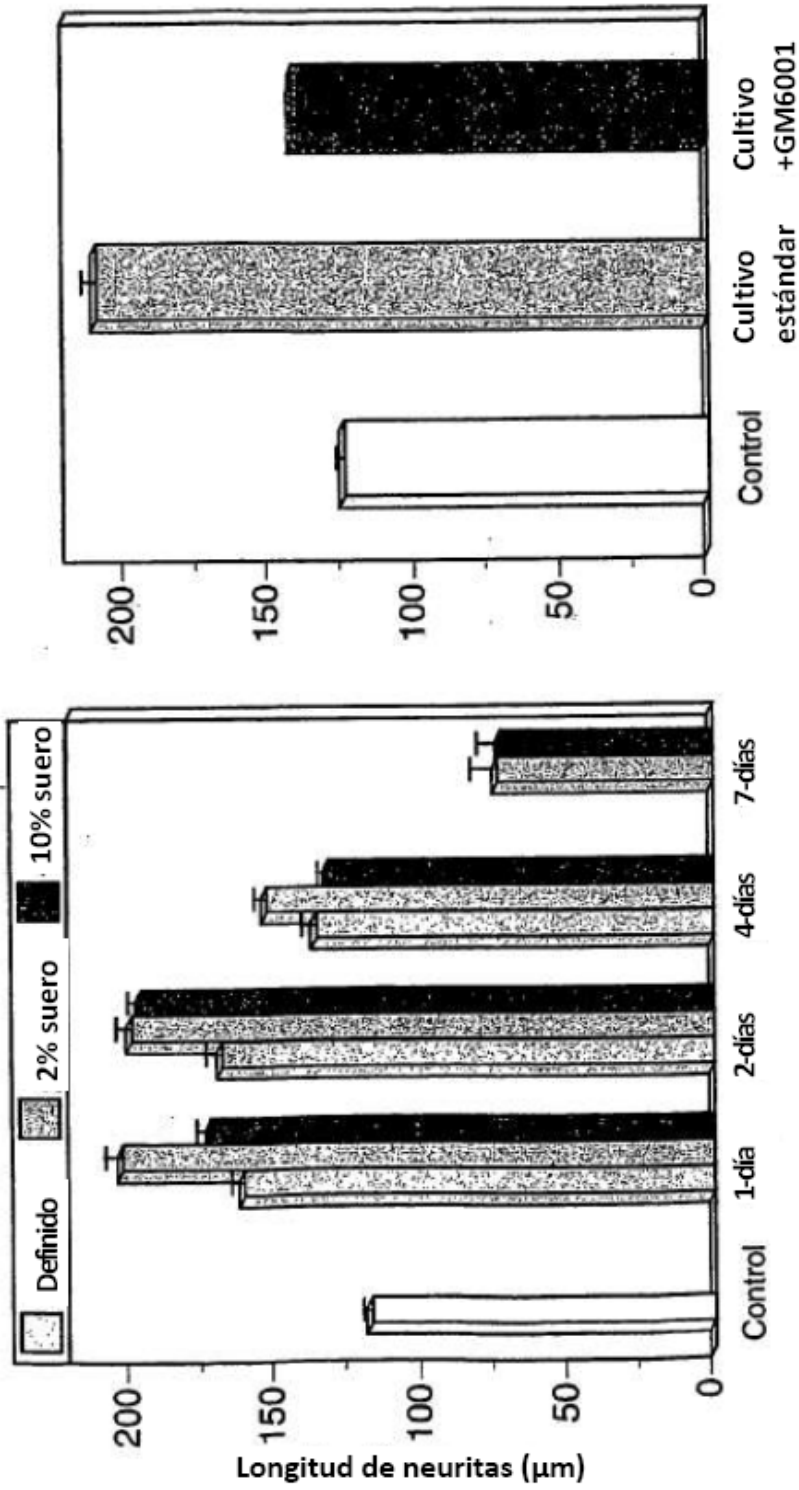 Definido 2% suero 10% suero
Longitud de neuritas (µm)
200
150
100
50
0
Control 1-día 2-días 4-días 7-días
200
150
100
50
0
Control Cultivo estándar Cultivo +GM6001